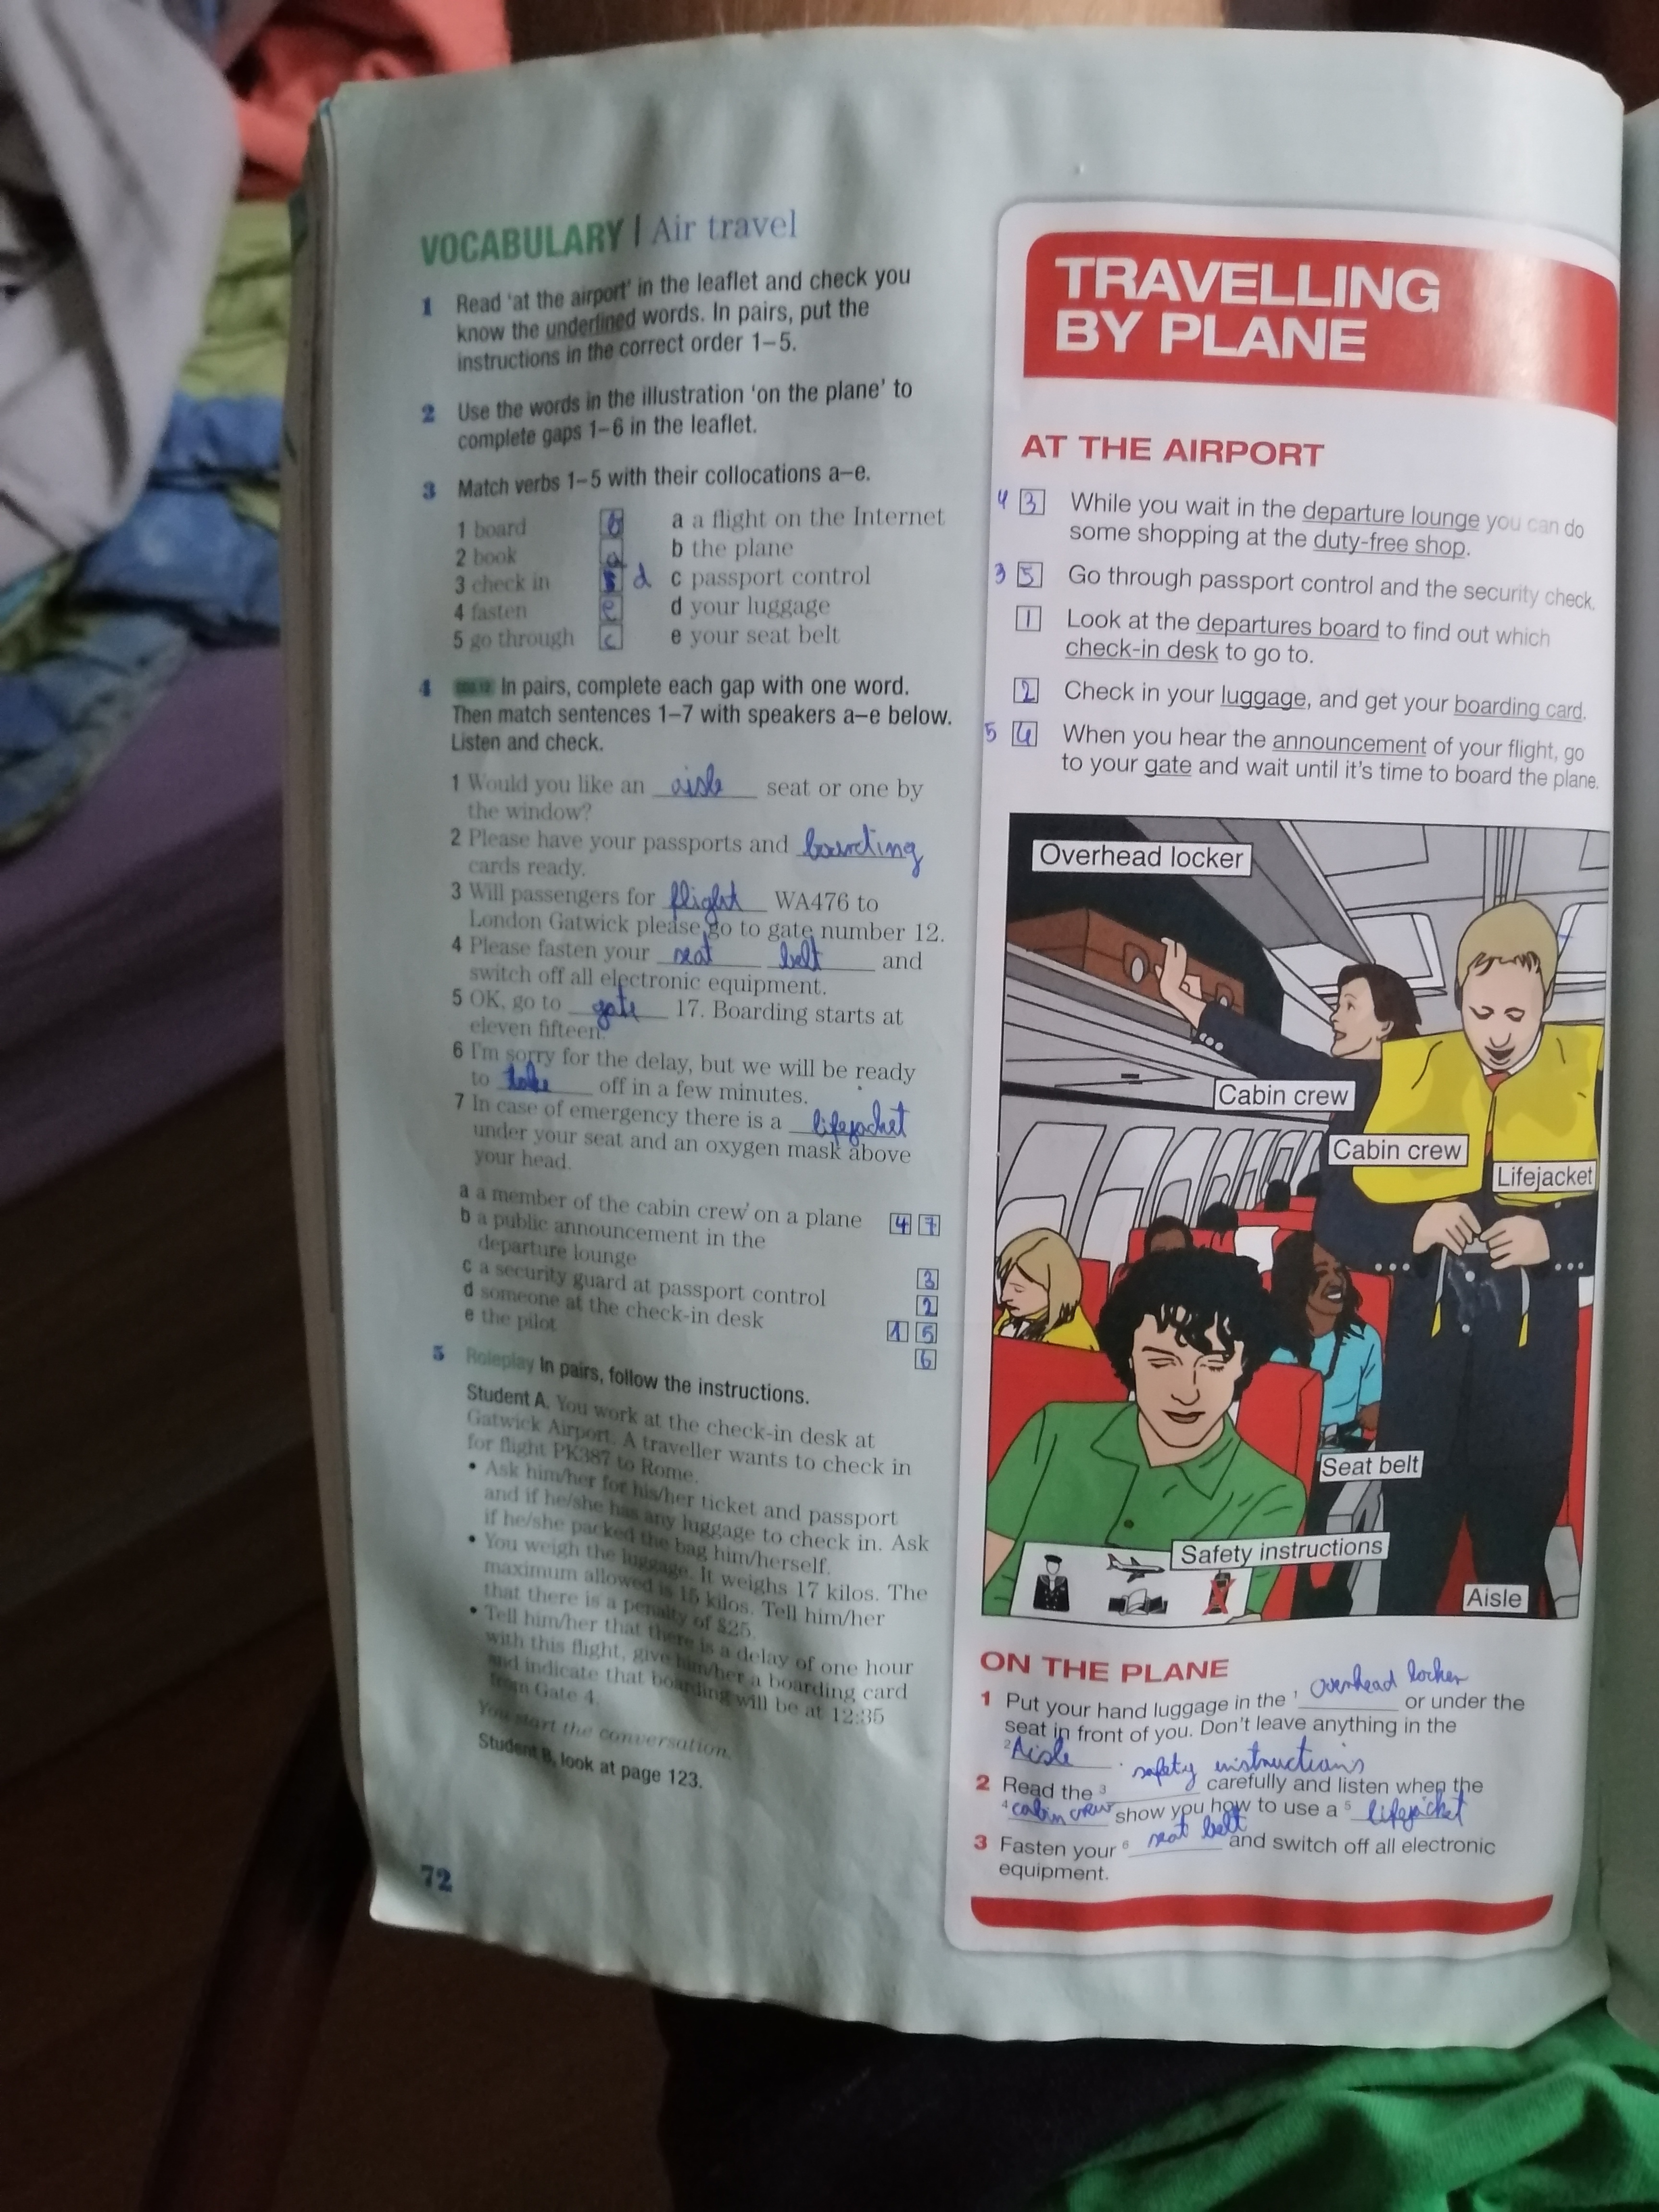 VOCABULARY | Air travel
1 Read 'at the airport' in the leaflet and check you
know the underlined words. In pairs, put the
instructions in the correct order 1–5.
2 Use the words in the illustration 'on the plane' to
complete gaps 1–6 in the leaflet.
3 Match verbs 1–5 with their collocations a–e.
1 board b a a flight on the Internet
2 book a b the plane
3 check in d c passport control
4 fasten e d your luggage
5 go through c e your seat belt
4 In pairs, complete each gap with one word.
Then match sentences 1–7 with speakers a–e below.
Listen and check.
1 Would you like an aisle seat or one by
the window?
2 Please have your passports and boarding
cards ready.
3 Will passengers for flight WA476 to
London Gatwick please go to gate number 12.
4 Please fasten your seat belt and
switch off all electronic equipment.
5 OK, go to gate 17. Boarding starts at
eleven fifteen.
6 I'm sorry for the delay, but we will be ready
to take off in a few minutes.
7 In case of emergency there is a lifejacket
under your seat and an oxygen mask above
your head.
a a member of the cabin crew on a plane 4 7
b a public announcement in the
departure lounge 3
c a security guard at passport control 2
d someone at the check-in desk 1 5
e the pilot 6
5 Roleplay In pairs, follow the instructions.
Student A. You work at the check-in desk at
Gatwick Airport. A traveller wants to check in
for flight PK387 to Rome.
• Ask him/her for his/her ticket and passport
and if he/she has any luggage to check in. Ask
if he/she packed the bag him/herself.
• You weigh the luggage. It weighs 17 kilos. The
maximum allowed is 15 kilos. Tell him/her
that there is a penalty of $25.
• Tell him/her that there is a delay of one hour
with this flight, give him/her a boarding card
and indicate that boarding will be at 12:35
from Gate 4.
You start the conversation.
Student B, look at page 123.
72
TRAVELLING
BY PLANE
AT THE AIRPORT
4 3 While you wait in the departure lounge you can do
some shopping at the duty-free shop.
3 5 Go through passport control and the security check.
1 Look at the departures board to find out which
check-in desk to go to.
2 Check in your luggage, and get your boarding card.
5 4 When you hear the announcement of your flight, go
to your gate and wait until it's time to board the plane.
Overhead locker
Cabin crew
Cabin crew
Lifejacket
Seat belt
Safety instructions
Aisle
ON THE PLANE
1 Put your hand luggage in the 1 overhead locker or under the
seat in front of you. Don't leave anything in the
2 Aisle.
2 Read the 3 safety instructions carefully and listen when the
4 cabin crew show you how to use a 5 lifejacket
3 Fasten your 6 seat belt and switch off all electronic
equipment.